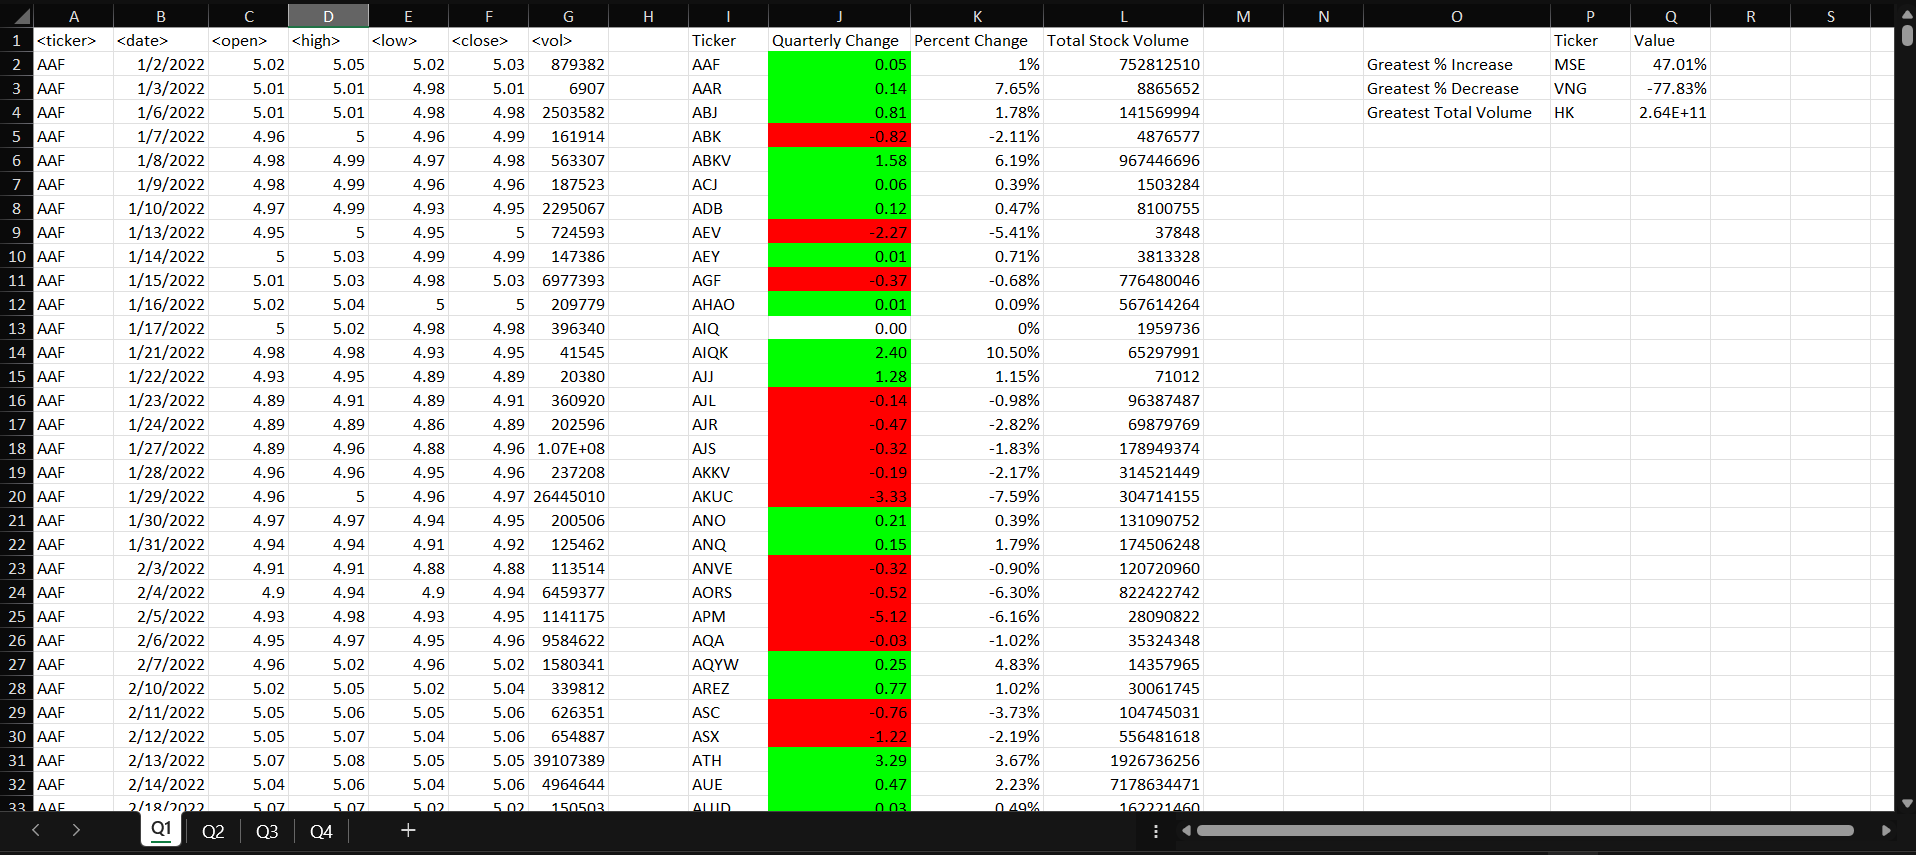 A B C D E F G H I J K L M N O P Q R S
1 <ticker> <date> <open> <high> <low> <close> <vol> Ticker Quarterly Change Percent Change Total Stock Volume Ticker Value
2 AAF 1/2/2022 5.02 5.05 5.02 5.03 879382 AAF 0.05 1% 752812510 Greatest % Increase MSE 47.01%
3 AAF 1/3/2022 5.01 5.01 4.98 5.01 6907 AAR 0.14 7.65% 8865652 Greatest % Decrease VNG -77.83%
4 AAF 1/6/2022 5.01 5.01 4.98 4.98 2503582 ABJ 0.81 1.78% 141569994 Greatest Total Volume HK 2.64E+11
5 AAF 1/7/2022 4.96 5 4.96 4.99 161914 ABK -0.82 -2.11% 4876577
6 AAF 1/8/2022 4.98 4.99 4.97 4.98 563307 ABKV 1.58 6.19% 967446696
7 AAF 1/9/2022 4.98 4.99 4.96 4.96 187523 ACJ 0.06 0.39% 1503284
8 AAF 1/10/2022 4.97 4.99 4.93 4.95 2295067 ADB 0.12 0.47% 8100755
9 AAF 1/13/2022 4.95 5 4.95 5 724593 AEV -2.27 -5.41% 37848
10 AAF 1/14/2022 5 5.03 4.99 4.99 147386 AEY 0.01 0.71% 3813328
11 AAF 1/15/2022 5.01 5.03 4.98 5.03 6977393 AGF -0.37 -0.68% 776480046
12 AAF 1/16/2022 5.02 5.04 5 5 209779 AHAO 0.01 0.09% 567614264
13 AAF 1/17/2022 5 5.02 4.98 4.98 396340 AIQ 0.00 0% 1959736
14 AAF 1/21/2022 4.98 4.98 4.93 4.95 41545 AIQK 2.40 10.50% 65297991
15 AAF 1/22/2022 4.93 4.95 4.89 4.89 20380 AJJ 1.28 1.15% 71012
16 AAF 1/23/2022 4.89 4.91 4.89 4.91 360920 AJL -0.14 -0.98% 96387487
17 AAF 1/24/2022 4.89 4.89 4.86 4.89 202596 AJR -0.47 -2.82% 69879769
18 AAF 1/27/2022 4.89 4.96 4.88 4.96 1.07E+08 AJS -0.32 -1.83% 178949374
19 AAF 1/28/2022 4.96 4.96 4.95 4.96 237208 AKKV -0.19 -2.17% 314521449
20 AAF 1/29/2022 4.96 5 4.96 4.97 26445010 AKUC -3.33 -7.59% 304714155
21 AAF 1/30/2022 4.97 4.97 4.94 4.95 200506 ANO 0.21 0.39% 131090752
22 AAF 1/31/2022 4.94 4.94 4.91 4.92 125462 ANQ 0.15 1.79% 174506248
23 AAF 2/3/2022 4.91 4.91 4.88 4.88 113514 ANVE -0.32 -0.90% 120720960
24 AAF 2/4/2022 4.9 4.94 4.9 4.94 6459377 AORS -0.52 -6.30% 822422742
25 AAF 2/5/2022 4.93 4.98 4.93 4.95 1141175 APM -5.12 -6.16% 28090822
26 AAF 2/6/2022 4.95 4.97 4.95 4.96 9584622 AQA -0.03 -1.02% 35324348
27 AAF 2/7/2022 4.96 5.02 4.96 5.02 1580341 AQYW 0.25 4.83% 14357965
28 AAF 2/10/2022 5.02 5.05 5.02 5.04 339812 AREZ 0.77 1.02% 30061745
29 AAF 2/11/2022 5.05 5.06 5.05 5.06 626351 ASC -0.76 -3.73% 104745031
30 AAF 2/12/2022 5.05 5.07 5.04 5.06 654887 ASX -1.22 -2.19% 556481618
31 AAF 2/13/2022 5.07 5.08 5.05 5.05 39107389 ATH 3.29 3.67% 1926736256
32 AAF 2/14/2022 5.04 5.06 5.04 5.06 4964644 AUE 0.47 2.23% 7178634471
33 AAF 2/18/2022 5.07 5.07 5.02 5.02 150503 0.03 0.49% 162221460
Q1 Q2 Q3 Q4